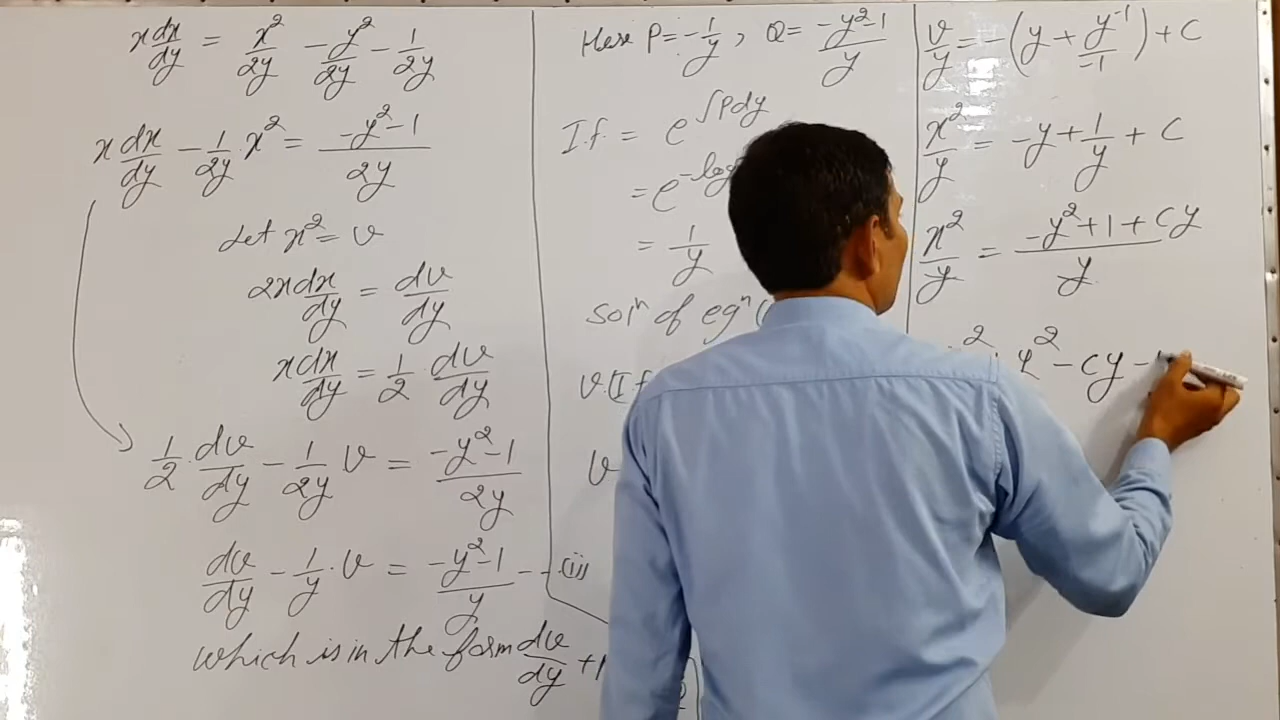 x dx/dy = x²/2y - y²/2y - 1/2y
x dx/dy - 1/2y · x² = -y²-1/2y
Let x² = v
2x dx/dy = dv/dy
x dx/dy = 1/2 dv/dy
1/2 · dv/dy - 1/2y v = -y²-1/2y
dv/dy - 1/y · v = -y²-1/y - - (ii)
which is in the form dv/dy +
Here P = -1/y , Q = -y²-1/y
I.f = e^∫Pdy
= e^-log
= 1/y
solⁿ of eqⁿ (
v.(I.f
v
v/y = -(y + y⁻¹/-1) + c
x²/y = -y + 1/y + c
x²/y = -y²+1+cy/y
² + y² - cy -